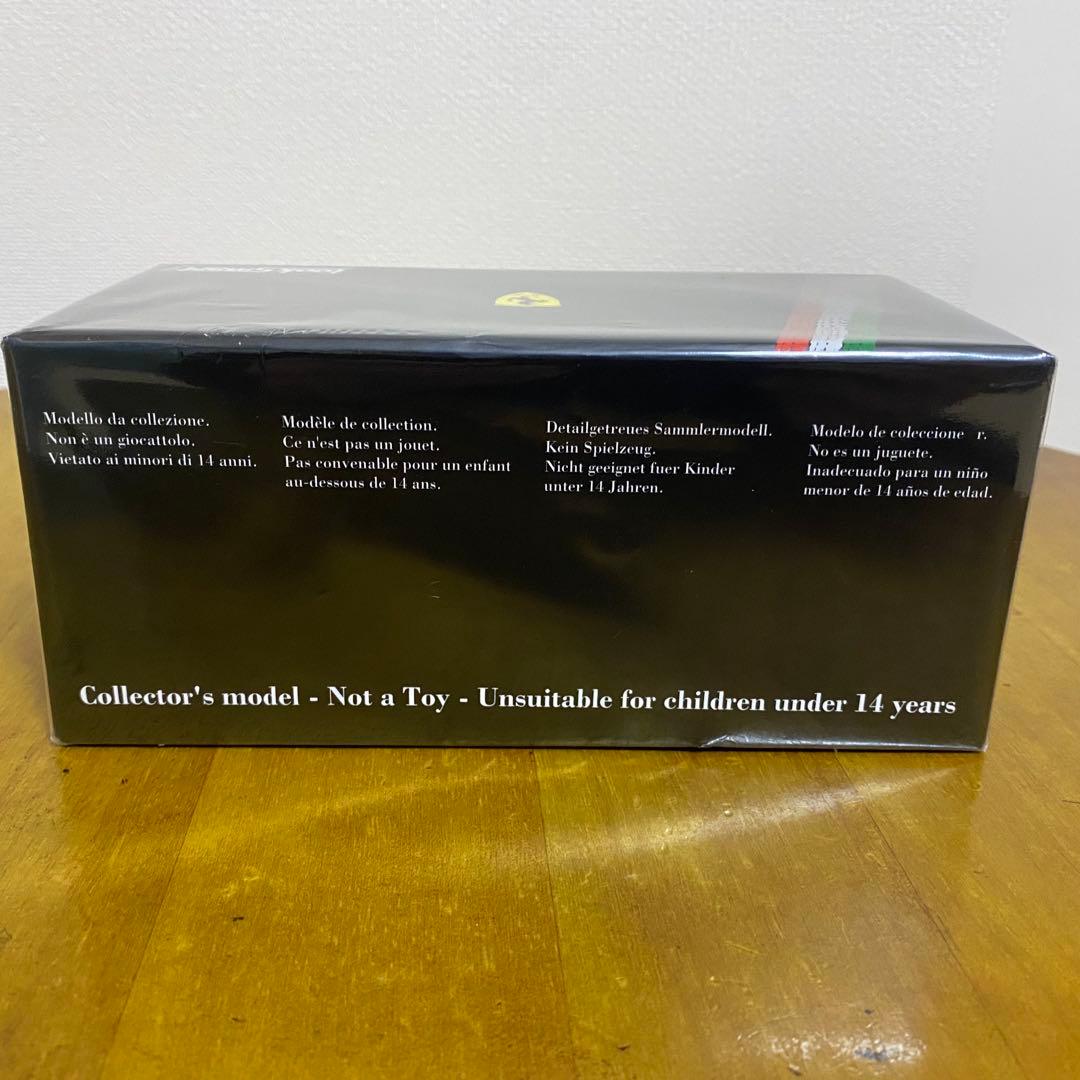 Modello da collezione.
Non è un giocattolo.
Vietato ai minori di 14 anni.
Modèle de collection.
Ce n'est pas un jouet.
Pas convenable pour un enfant
au-dessous de 14 ans.
Detailgetreues Sammlermodell.
Kein Spielzeug.
Nicht geeignet fuer Kinder
unter 14 Jahren.
Modelo de coleccione r.
No es un juguete.
Inadecuado para un niño
menor de 14 años de edad.
Collector's model - Not a Toy - Unsuitable for children under 14 years